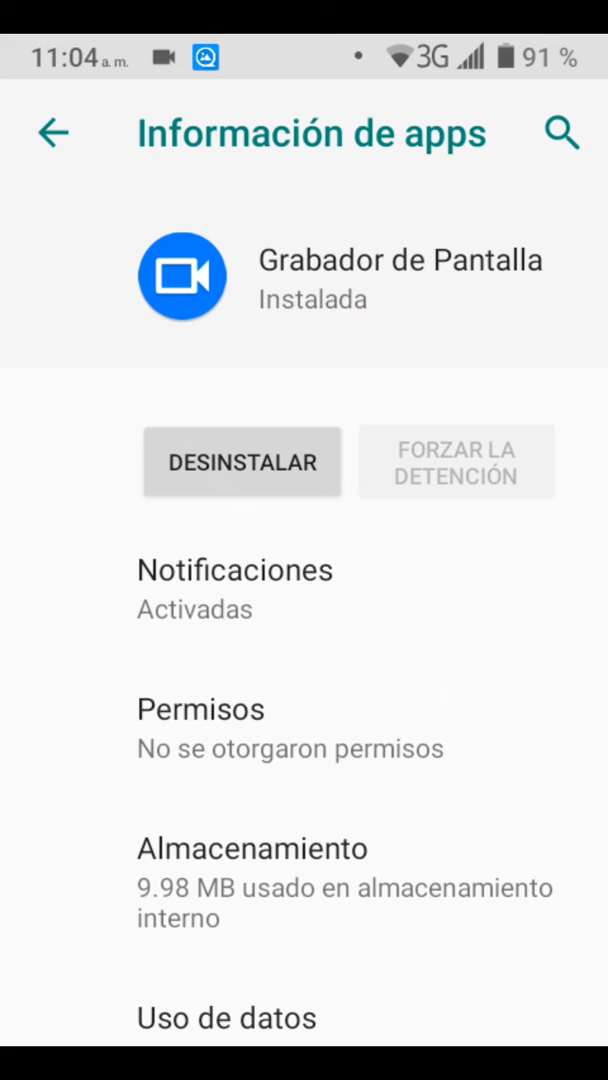 11:04 a. m. 3G 91 %
Información de apps
Grabador de Pantalla
Instalada
DESINSTALAR
FORZAR LA
DETENCIÓN
Notificaciones
Activadas
Permisos
No se otorgaron permisos
Almacenamiento
9.98 MB usado en almacenamiento
interno
Uso de datos